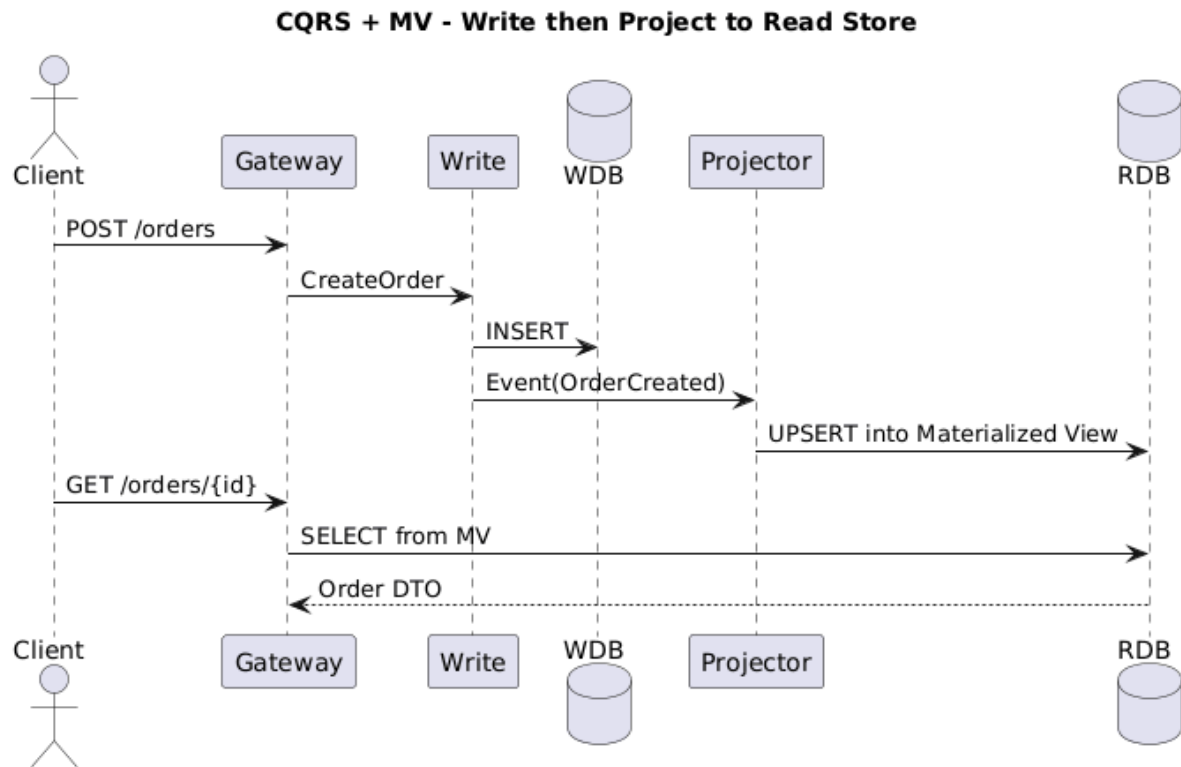 CQRS + MV - Write then Project to Read Store
Client
Gateway
Write
WDB
Projector
RDB
POST /orders
CreateOrder
INSERT
Event(OrderCreated)
UPSERT into Materialized View
GET /orders/{id}
SELECT from MV
Order DTO
Client
Gateway
Write
WDB
Projector
RDB